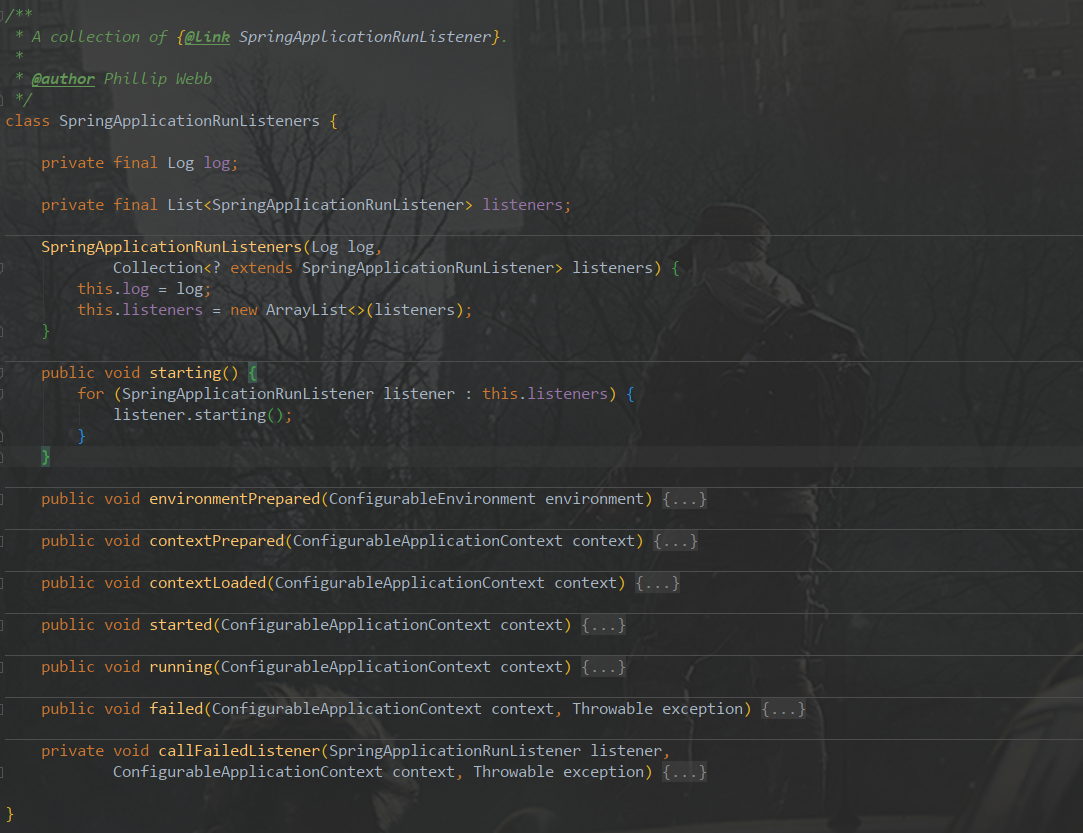 /**
 * A collection of {@link SpringApplicationRunListener}.
 *
 * @author Phillip Webb
 */
class SpringApplicationRunListeners {
    private final Log log;
    private final List<SpringApplicationRunListener> listeners;
    SpringApplicationRunListeners(Log log,
            Collection<? extends SpringApplicationRunListener> listeners) {
        this.log = log;
        this.listeners = new ArrayList<>(listeners);
    }
    public void starting() {
        for (SpringApplicationRunListener listener : this.listeners) {
            listener.starting();
        }
    }
    public void environmentPrepared(ConfigurableEnvironment environment) {...}
    public void contextPrepared(ConfigurableApplicationContext context) {...}
    public void contextLoaded(ConfigurableApplicationContext context) {...}
    public void started(ConfigurableApplicationContext context) {...}
    public void running(ConfigurableApplicationContext context) {...}
    public void failed(ConfigurableApplicationContext context, Throwable exception) {...}
    private void callFailedListener(SpringApplicationRunListener listener,
            ConfigurableApplicationContext context, Throwable exception) {...}
}